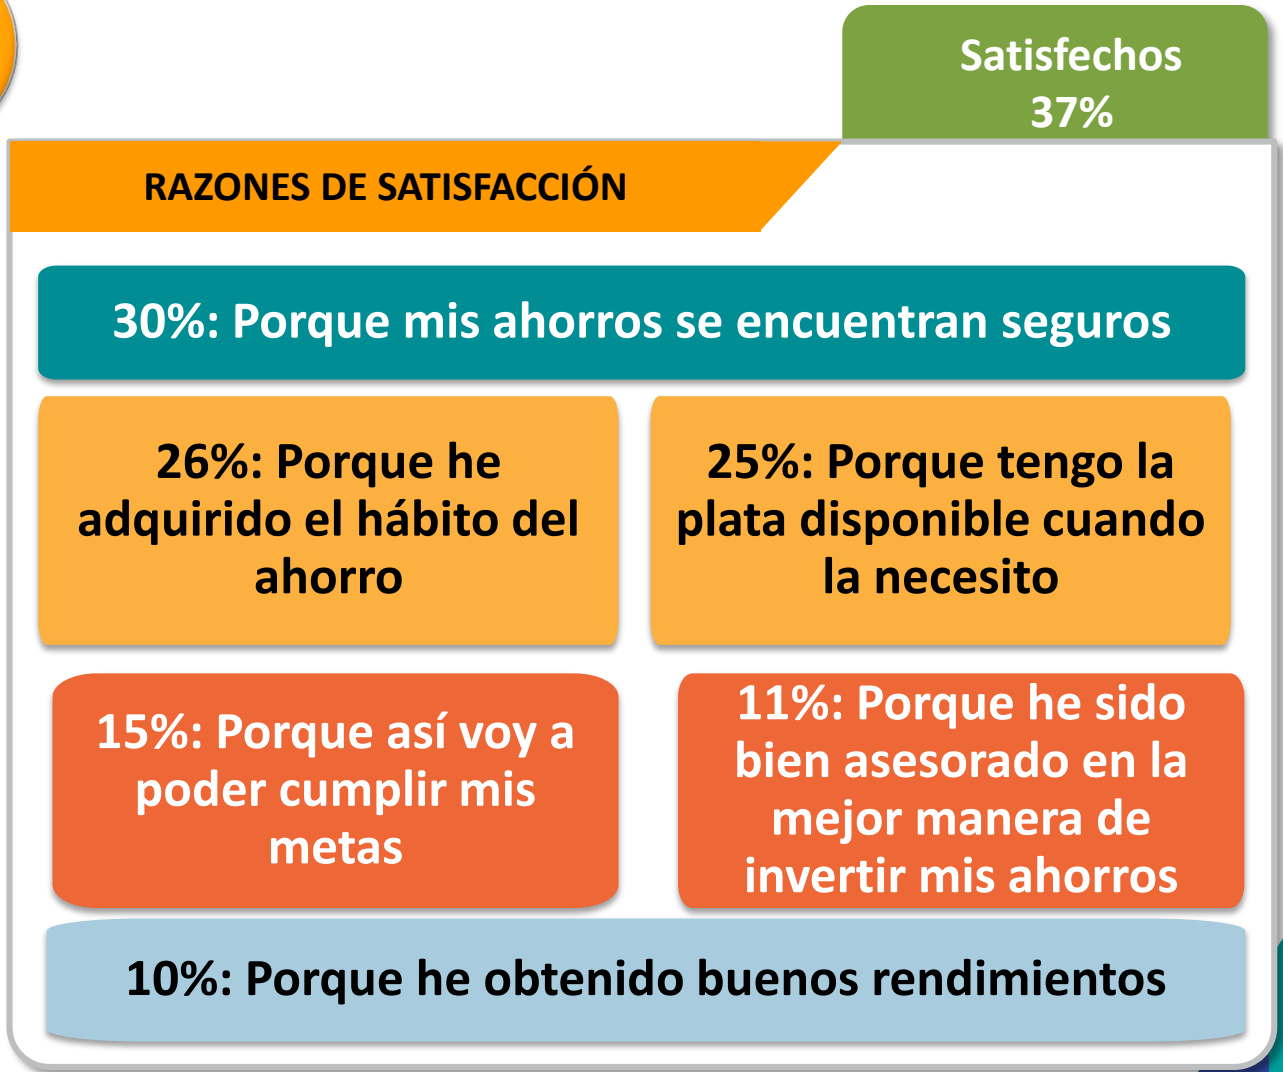 Satisfechos
37%
RAZONES DE SATISFACCIÓN
30%: Porque mis ahorros se encuentran seguros
26%: Porque he
adquirido el hábito del
ahorro
25%: Porque tengo la
plata disponible cuando
la necesito
15%: Porque así voy a
poder cumplir mis
metas
11%: Porque he sido
bien asesorado en la
mejor manera de
invertir mis ahorros
10%: Porque he obtenido buenos rendimientos